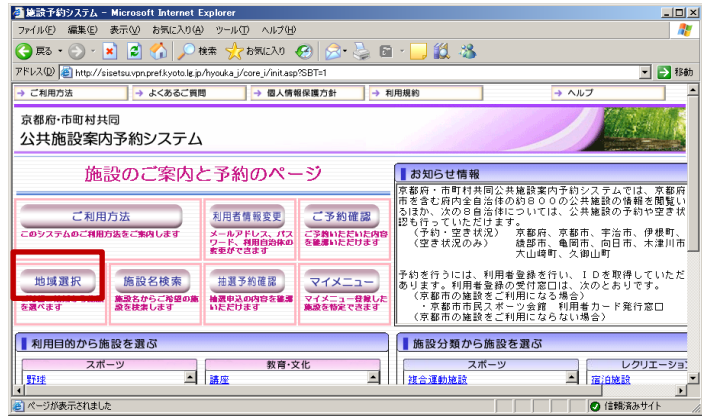 施設予約システム - Microsoft Internet Explorer
ファイル(F) 編集(E) 表示(V) お気に入り(A) ツール(T) ヘルプ(H)
戻る 検索 お気に入り
アドレス(D) http://sisetsu.vpn.pref.kyoto.lg.jp/hyouka_j/core_i/init.asp?SBT=1 移動
→ ご利用方法 → よくあるご質問 → 個人情報保護方針 → 利用規約 → ヘルプ
京都府・市町村共同
公共施設案内予約システム
施設のご案内と予約のページ
ご利用方法
このシステムのご利用方法をご案内します
利用者情報変更
メールアドレス、パス
ワード、利用自治体の
変更ができます
ご予約確認
ご予約いただいた内容
を確認いただけます
地域選択
を選べます
施設名検索
施設名からご希望の施
設を検索します
抽選予約確認
抽選申込の内容を確認
いただけます
マイメニュー
マイメニュー登録した
施設を特定できます
お知らせ情報
京都府・市町村共同公共施設案内予約システムでは、京都府
市を含む府内全自治体の約800の公共施設の情報を閲覧い
るほか、次の8自治体については、公共施設の予約や空き状
認も行っていただけます。
(予約・空き状況) 京都府、京都市、宇治市、伊根町、
(空き状況のみ) 綾部市、亀岡市、向日市、木津川市
大山崎町、久御山町
予約を行うには、利用者登録を行い、IDを取得していただ
あります。利用者登録の受付窓口は、次のとおりです。
(京都市の施設をご利用になる場合)
・京都市市民スポーツ会館 利用者カード発行窓口
(京都市の施設をご利用にならない場合)
利用目的から施設を選ぶ
スポーツ 教育・文化
野球 講座
施設分類から施設を選ぶ
スポーツ レクリエーショ
複合運動施設 宿泊施設
ページが表示されました 信頼済みサイト